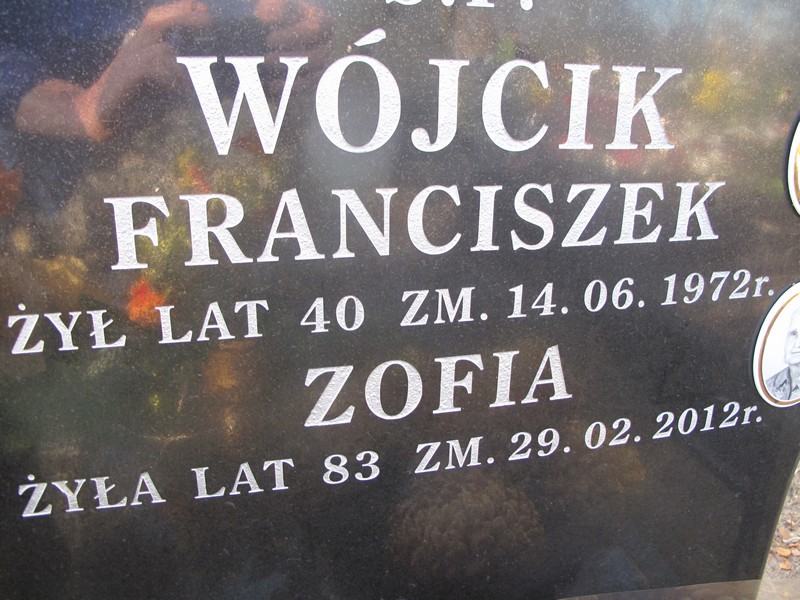 Ś.P.
WÓJCIK
FRANCISZEK
ŻYŁ LAT 40 ZM. 14. 06. 1972r.
ZOFIA
ŻYŁA LAT 83 ZM. 29. 02. 2012r.